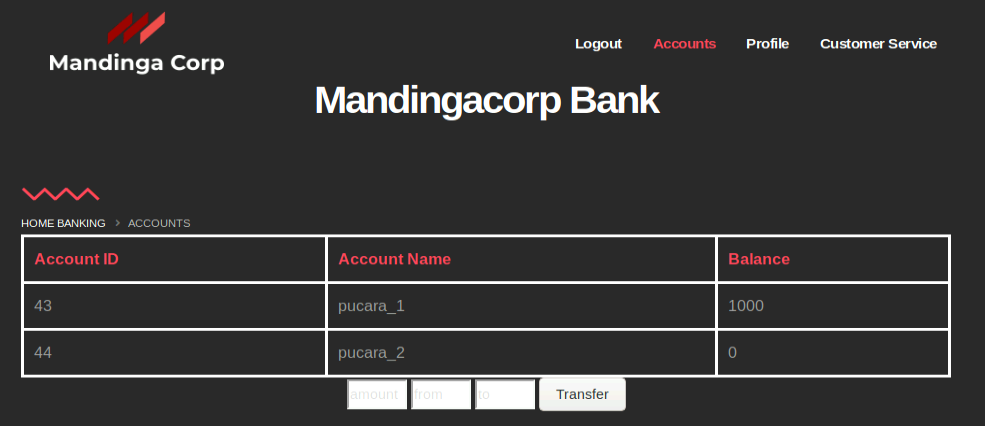 Mandinga Corp
Logout Accounts Profile Customer Service
Mandingacorp Bank
HOME BANKING > ACCOUNTS
Account ID Account Name Balance
43 pucara_1 1000
44 pucara_2 0
amount from to Transfer